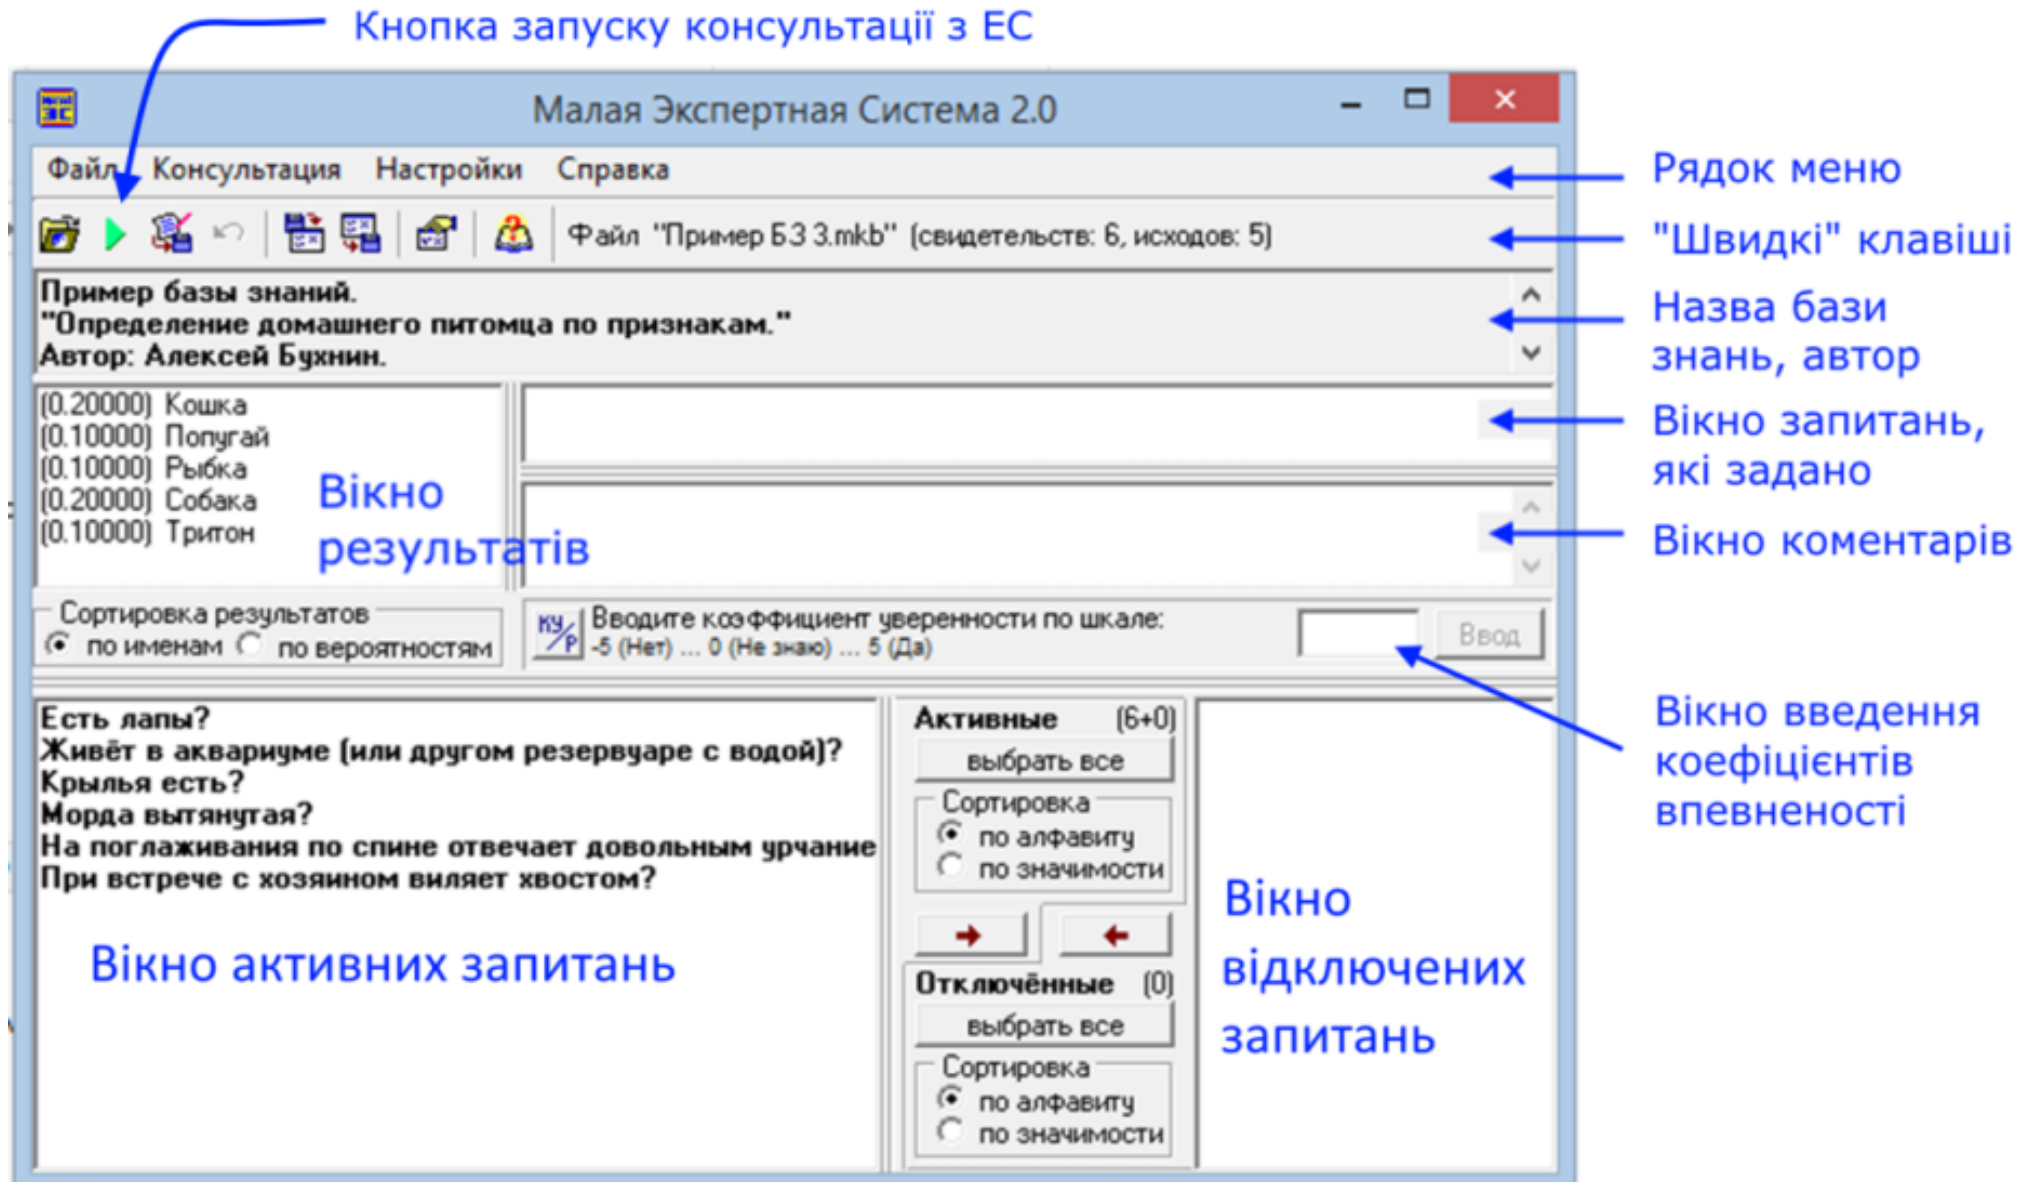 Кнопка запуску консультації з ЕС
Малая Экспертная Система 2.0
Файл Консультация Настройки Справка
Рядок меню
Файл "Пример БЗ 3.mkb" (свидетельств: 6, исходов: 5)
"Швидкі" клавіші
Пример базы знаний.
"Определение домашнего питомца по признакам."
Автор: Алексей Бухнин.
Назва бази
знань, автор
(0.20000) Кошка
(0.10000) Попугай
(0.10000) Рыбка
(0.20000) Собака
(0.10000) Тритон
Вікно
результатів
Вікно запитань,
які задано
Вікно коментарів
Сортировка результатов
по именам по вероятностям
КУ/Р
Вводите коэффициент уверенности по шкале:
-5 (Нет) ... 0 (Не знаю) ... 5 (Да)
Ввод
Вікно введення
коефіцієнтів
впевненості
Есть лапы?
Живёт в аквариуме (или другом резервуаре с водой)?
Крылья есть?
Морда вытянутая?
На поглаживания по спине отвечает довольным урчание
При встрече с хозяином виляет хвостом?
Вікно активних запитань
Активные (6+0)
выбрать все
Сортировка
по алфавиту
по значимости
Отключённые (0)
выбрать все
Сортировка
по алфавиту
по значимости
Вікно
відключених
запитань